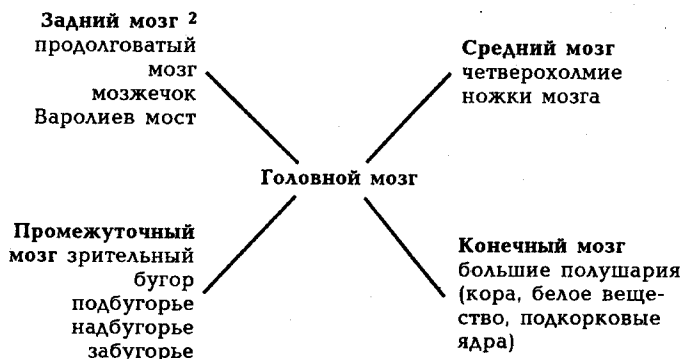 Задний мозг 2
продолговатый
мозг
мозжечок
Варолиев мост
Средний мозг
четверохолмие
ножки мозга
Головной мозг
Промежуточный
мозг зрительный
бугор
подбугорье
надбугорье
забугорье
Конечный мозг
большие полушария
(кора, белое веще-
ство, подкорковые
ядра)